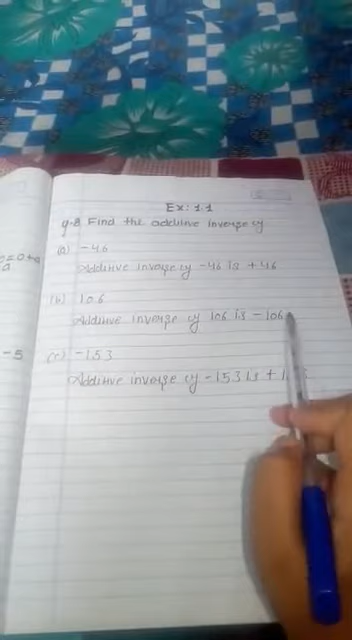 Ex: 1.1
Q.8 Find the additive inverse of
(a) -46
Additive inverse of -46 is +46
(b) 106
Additive inverse of 106 is -106
(c) -153
Additive inverse of -153 is +
-5